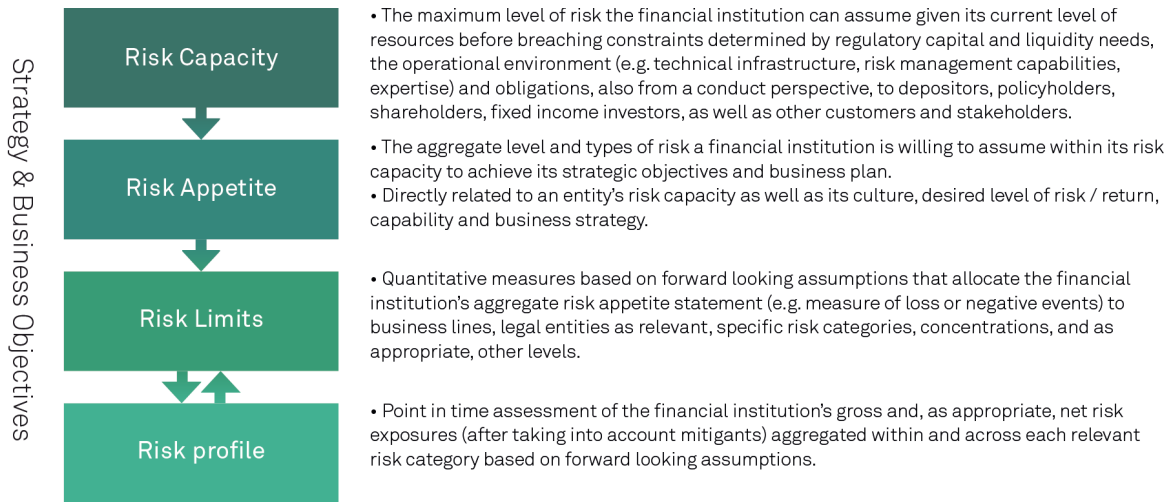 Strategy & Business Objectives
Risk Capacity
• The maximum level of risk the financial institution can assume given its current level of
resources before breaching constraints determined by regulatory capital and liquidity needs,
the operational environment (e.g. technical infrastructure, risk management capabilities,
expertise) and obligations, also from a conduct perspective, to depositors, policyholders,
shareholders, fixed income investors, as well as other customers and stakeholders.
Risk Appetite
• The aggregate level and types of risk a financial institution is willing to assume within its risk
capacity to achieve its strategic objectives and business plan.
• Directly related to an entity's risk capacity as well as its culture, desired level of risk / return,
capability and business strategy.
Risk Limits
• Quantitative measures based on forward looking assumptions that allocate the financial
institution's aggregate risk appetite statement (e.g. measure of loss or negative events) to
business lines, legal entities as relevant, specific risk categories, concentrations, and as
appropriate, other levels.
Risk profile
• Point in time assessment of the financial institution's gross and, as appropriate, net risk
exposures (after taking into account mitigants) aggregated within and across each relevant
risk category based on forward looking assumptions.